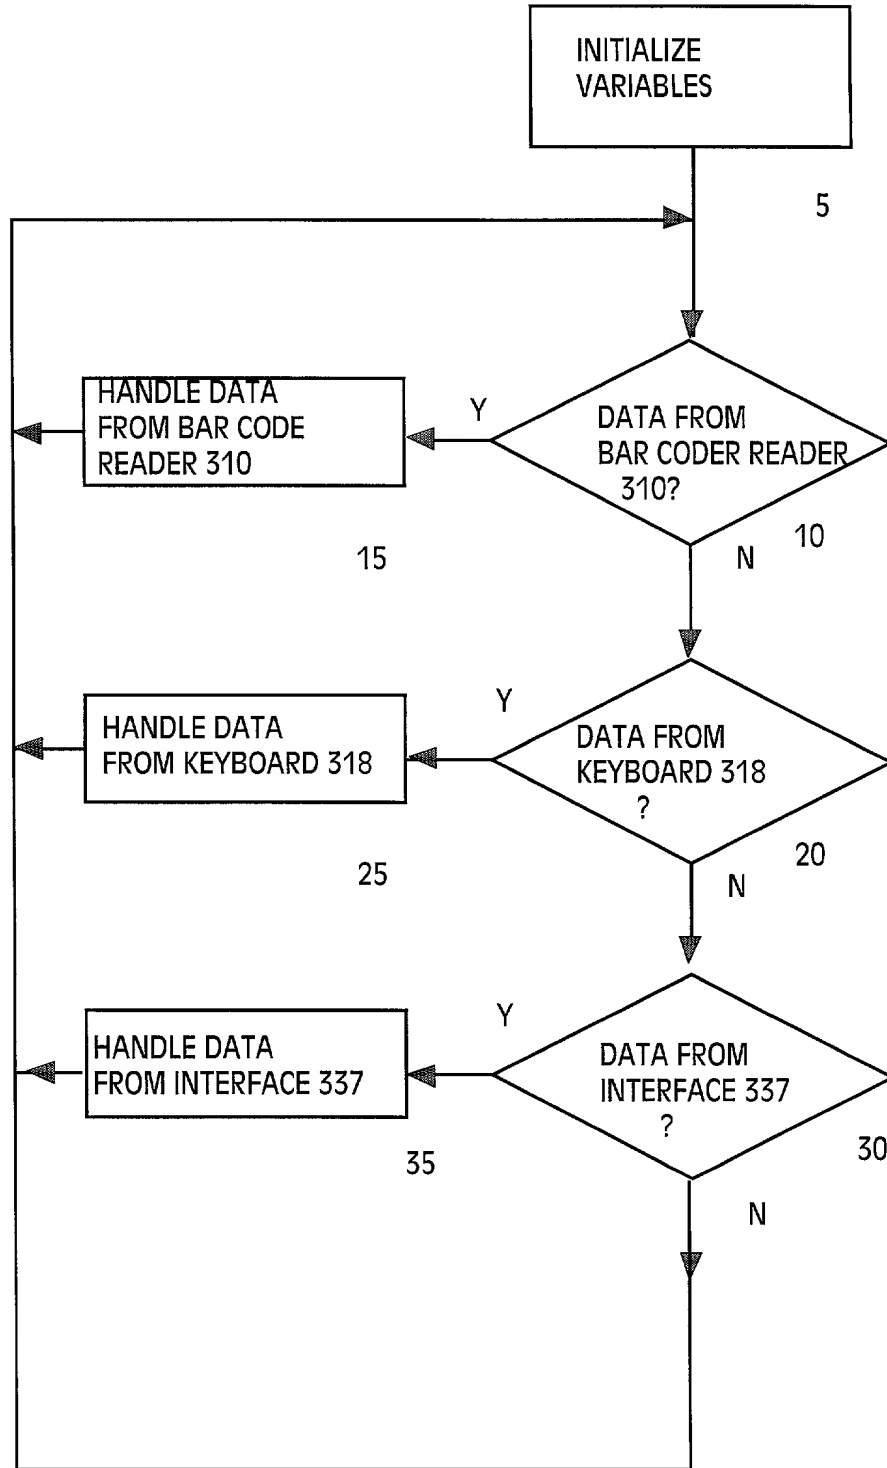 INITIALIZE
VARIABLES
5
HANDLE DATA
FROM BAR CODE
READER 310
Y
DATA FROM
BAR CODER READER
310?
15
N
10
HANDLE DATA
FROM KEYBOARD 318
Y
DATA FROM
KEYBOARD 318
?
25
N
20
HANDLE DATA
FROM INTERFACE 337
Y
DATA FROM
INTERFACE 337
?
35
30
N